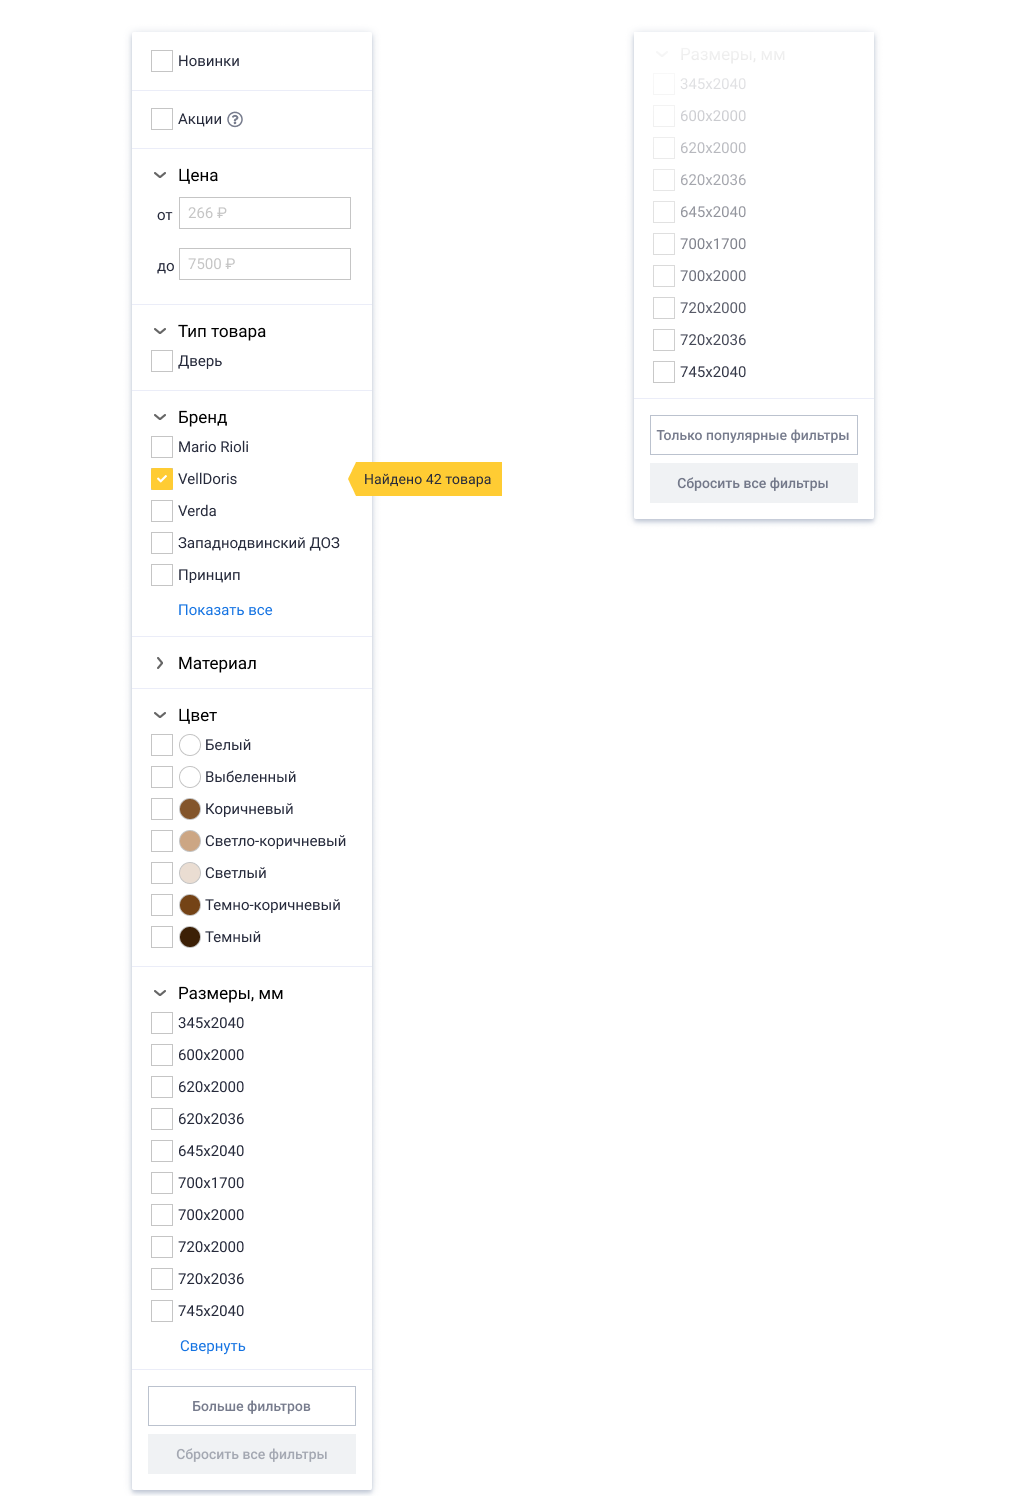 Новинки
Акции ?
Цена
от 266 ₽
до 7500 ₽
Тип товара
Дверь
Бренд
Mario Rioli
VellDoris
Найдено 42 товара
Verda
Западнодвинский ДОЗ
Принцип
Показать все
Материал
Цвет
Белый
Выбеленный
Коричневый
Светло-коричневый
Светлый
Темно-коричневый
Темный
Размеры, мм
345x2040
600x2000
620x2000
620x2036
645x2040
700x1700
700x2000
720x2000
720x2036
745x2040
Свернуть
Больше фильтров
Сбросить все фильтры
Размеры, мм
345x2040
600x2000
620x2000
620x2036
645x2040
700x1700
700x2000
720x2000
720x2036
745x2040
Только популярные фильтры
Сбросить все фильтры